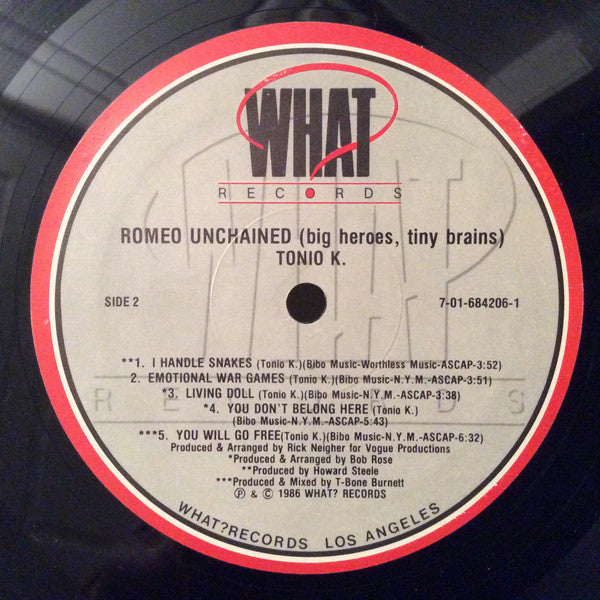 WHAT?
RECORDS
ROMEO UNCHAINED (big heroes, tiny brains)
TONIO K.
SIDE 2
7-01-684206-1
**1. I HANDLE SNAKES (Tonio K.)(Bibo Music-Worthless Music-ASCAP-3:52)
2. EMOTIONAL WAR GAMES (Tonio K.)(Bibo Music-N.Y.M.-ASCAP-3:51)
*3. LIVING DOLL (Tonio K.)(Bibo Music-N.Y.M.-ASCAP-3:38)
*4. YOU DON'T BELONG HERE (Tonio K.)
(Bibo Music-N.Y.M.-ASCAP-5:43)
***5. YOU WILL GO FREE(Tonio K.)(Bibo Music-N.Y.M.-ASCAP-6:32)
Produced & Arranged by Rick Neigher for Vogue Productions
*Produced & Arranged by Bob Rose
**Produced by Howard Steele
***Produced & Mixed by T-Bone Burnett
℗ & © 1986 WHAT? RECORDS
WHAT?RECORDS LOS ANGELES
WHAT?
RECORDS